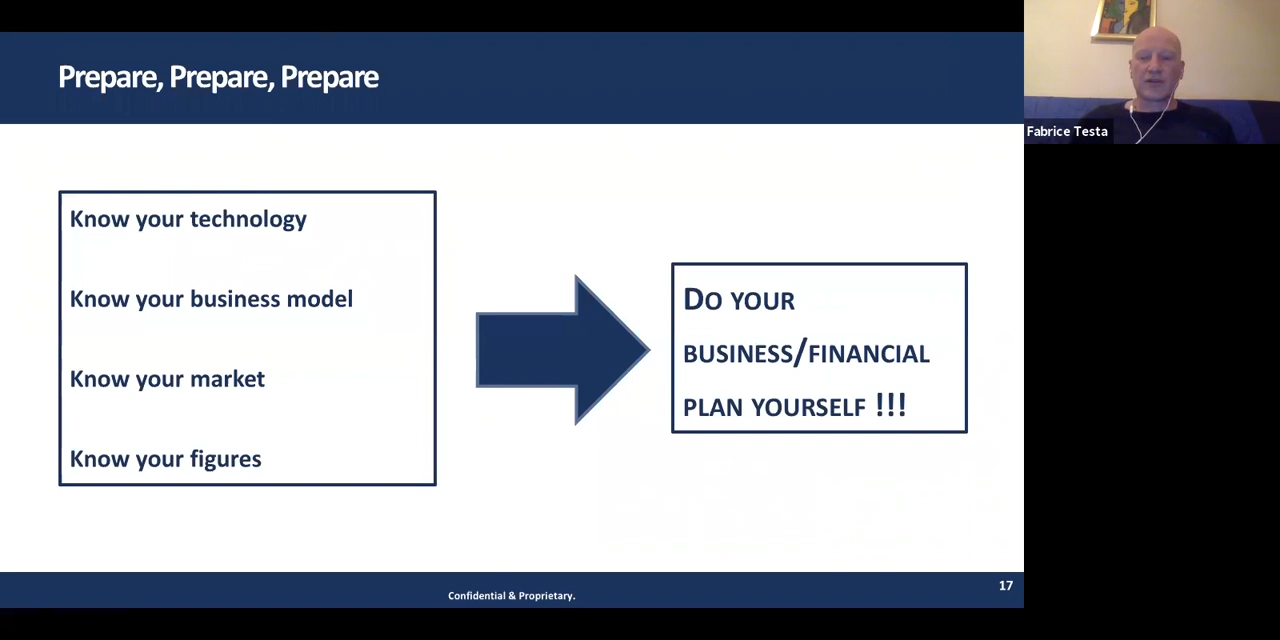 Prepare, Prepare, Prepare
Fabrice Testa
Know your technology
Know your business model
Know your market
Know your figures
DO YOUR
BUSINESS/FINANCIAL
PLAN YOURSELF !!!
Confidential & Proprietary.
17